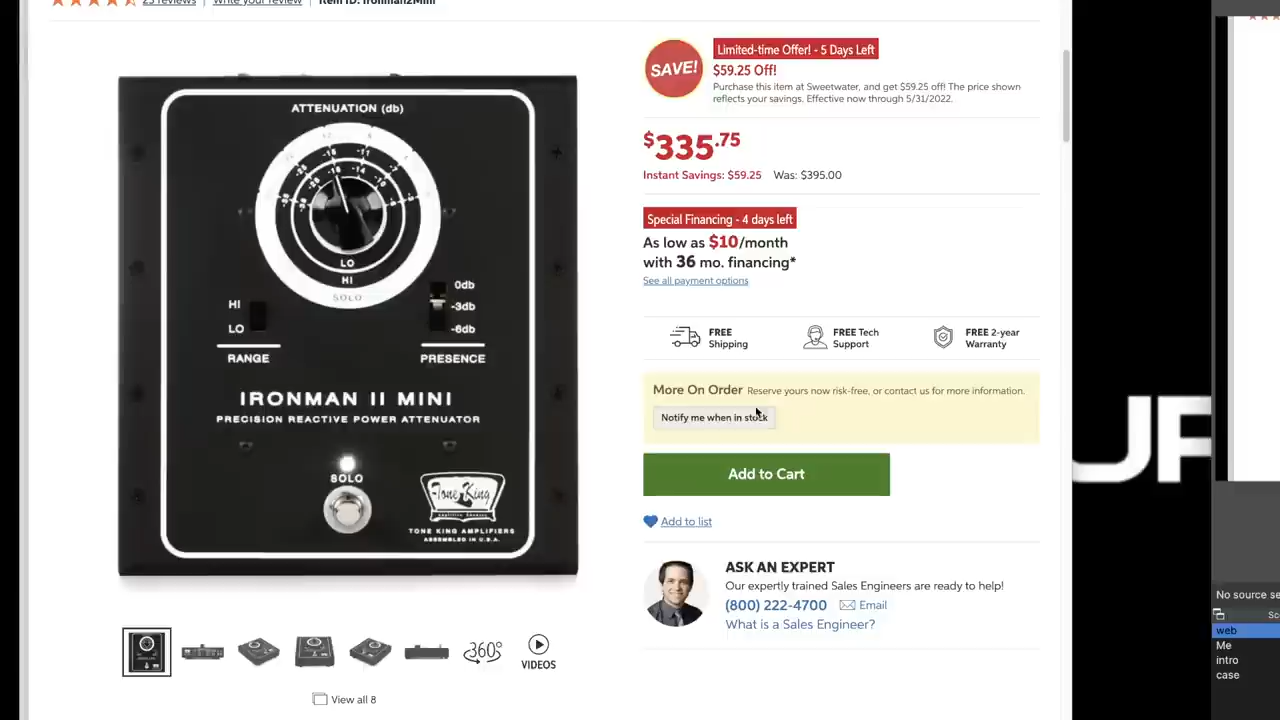 23 reviews
Write your review
Item ID: Ironman2Mini
ATTENUATION (db)
LO
HI
SOLO
HI
LO
RANGE
0db
-3db
-6db
PRESENCE
IRONMAN II MINI
PRECISION REACTIVE POWER ATTENUATOR
SOLO
Tone King
TONE KING AMPLIFIERS
ASSEMBLED IN U.S.A.
360°
VIDEOS
View all 8
SAVE!
Limited-time Offer! - 5 Days Left
$59.25 Off!
Purchase this item at Sweetwater, and get $59.25 off! The price shown
reflects your savings. Effective now through 5/31/2022.
$335.75
Instant Savings: $59.25 Was: $395.00
Special Financing - 4 days left
As low as $10/month
with 36 mo. financing*
See all payment options
FREE
Shipping
FREE Tech
Support
FREE 2-year
Warranty
More On Order Reserve yours now risk-free, or contact us for more information.
Notify me when in stock
Add to Cart
Add to list
ASK AN EXPERT
Our expertly trained Sales Engineers are ready to help!
(800) 222-4700 Email
What is a Sales Engineer?
No source se
Sc
web
Me
intro
case